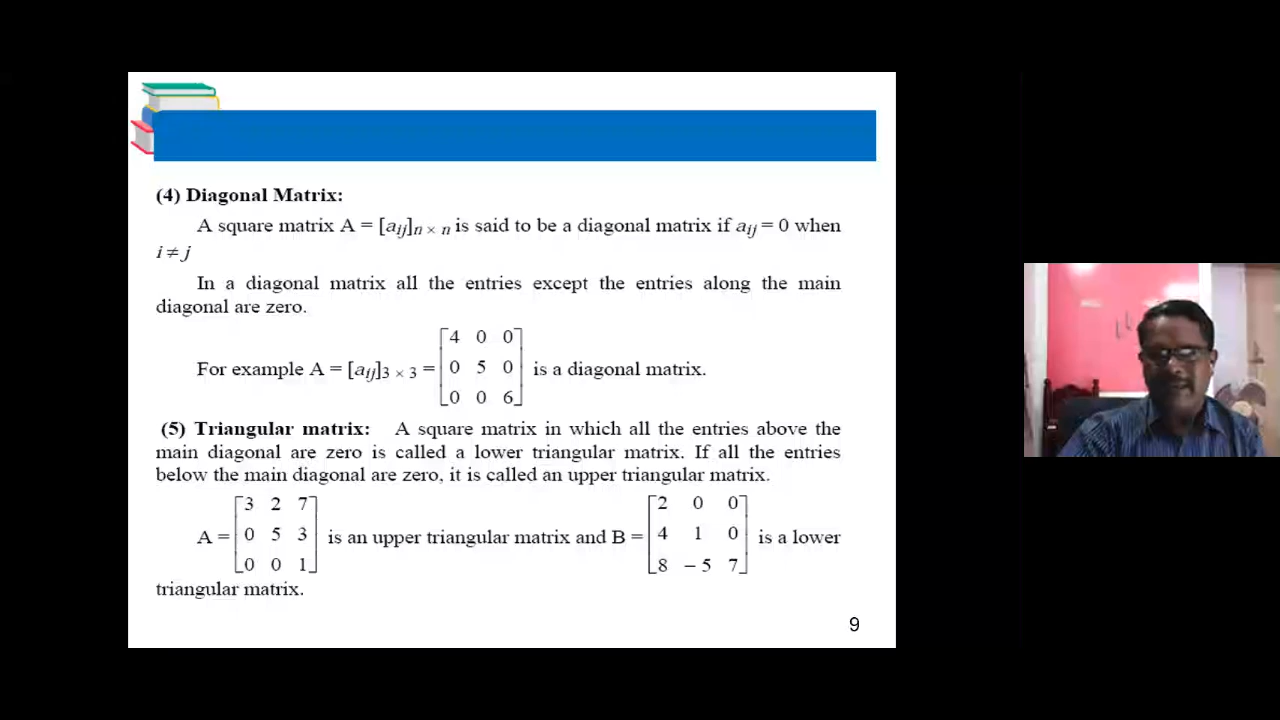 (4) Diagonal Matrix:
A square matrix A = [aij]n × n is said to be a diagonal matrix if aij = 0 when
i ≠ j
In a diagonal matrix all the entries except the entries along the main
diagonal are zero.
4 0 0
For example A = [aij]3 × 3 = 0 5 0 is a diagonal matrix.
0 0 6
(5) Triangular matrix: A square matrix in which all the entries above the
main diagonal are zero is called a lower triangular matrix. If all the entries
below the main diagonal are zero, it is called an upper triangular matrix.
3 2 7 2 0 0
A = 0 5 3 is an upper triangular matrix and B = 4 1 0 is a lower
0 0 1 8 – 5 7
triangular matrix.
9